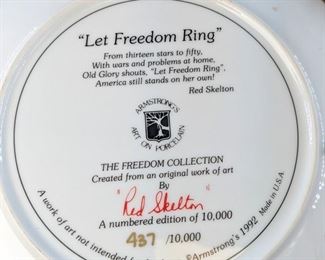 "Let Freedom Ring"
From thirteen stars to fifty,
With wars and problems at home,
Old Glory shouts, "Let Freedom Ring",
America still stands on her own!
Red Skelton
ARMSTRONG'S
ART ON PORCELAIN
THE FREEDOM COLLECTION
Created from an original work of art
By
"Red Skelton"
A numbered edition of 10,000
437 /10,000
A work of art not intended for
©Armstrong's 1992 Made in U.S.A.